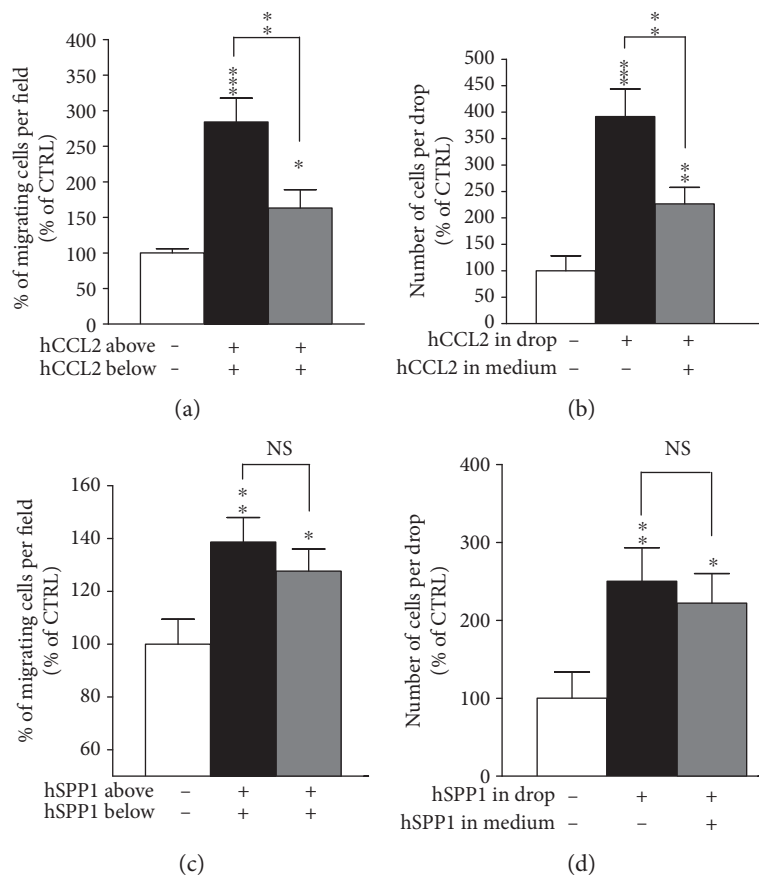 **
400
350
300
250
200
150
100
50
0
% of migrating cells per field
(% of CTRL)
***
*
hCCL2 above – + +
hCCL2 below – + +
(a)
**
500
450
400
350
300
250
200
150
100
50
0
Number of cells per drop
(% of CTRL)
***
**
hCCL2 in drop – + +
hCCL2 in medium – – +
(b)
NS
160
140
120
100
80
60
% of migrating cells per field
(% of CTRL)
**
*
hSPP1 above – + +
hSPP1 below – + +
(c)
NS
400
300
200
100
0
Number of cells per drop
(% of CTRL)
**
*
hSPP1 in drop – + +
hSPP1 in medium – – +
(d)